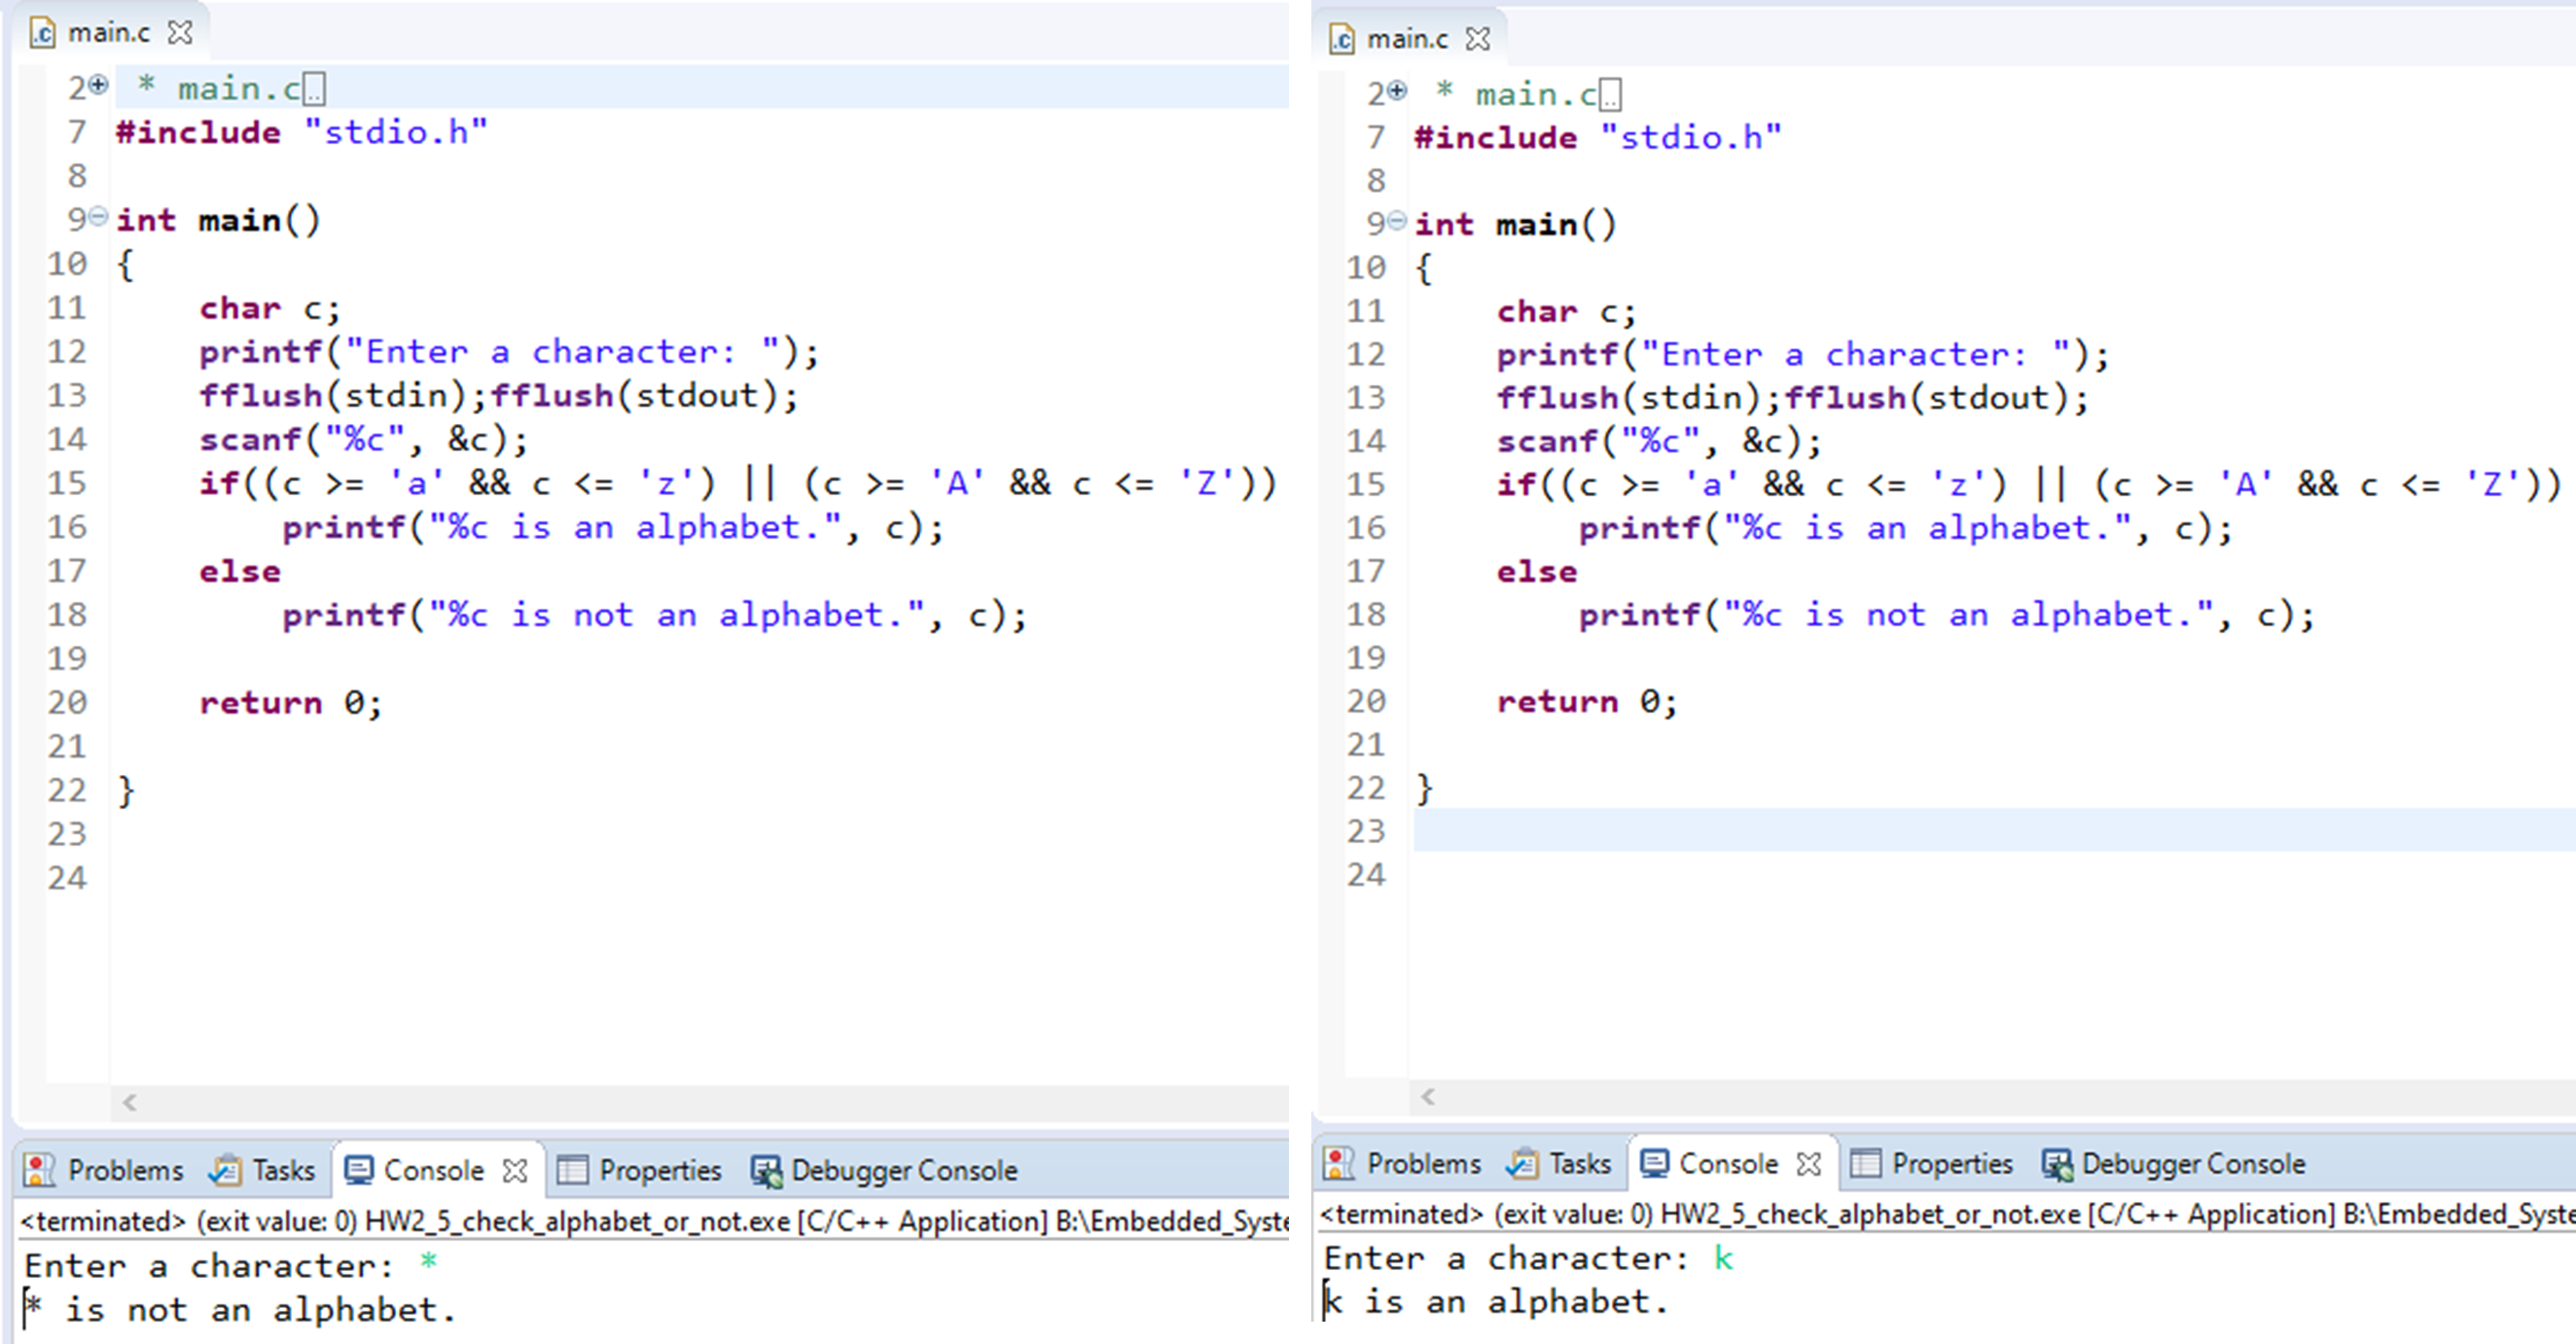 main.c
2 * main.c..
7 #include "stdio.h"
8
9 int main()
10 {
11     char c;
12     printf("Enter a character: ");
13     fflush(stdin);fflush(stdout);
14     scanf("%c", &c);
15     if((c >= 'a' && c <= 'z') || (c >= 'A' && c <= 'Z'))
16         printf("%c is an alphabet.", c);
17     else
18         printf("%c is not an alphabet.", c);
19
20     return 0;
21
22 }
23
24
Problems Tasks Console Properties Debugger Console
<terminated> (exit value: 0) HW2_5_check_alphabet_or_not.exe [C/C++ Application] B:\Embedded_Syste
Enter a character: *
* is not an alphabet.
main.c
2 * main.c..
7 #include "stdio.h"
8
9 int main()
10 {
11     char c;
12     printf("Enter a character: ");
13     fflush(stdin);fflush(stdout);
14     scanf("%c", &c);
15     if((c >= 'a' && c <= 'z') || (c >= 'A' && c <= 'Z'))
16         printf("%c is an alphabet.", c);
17     else
18         printf("%c is not an alphabet.", c);
19
20     return 0;
21
22 }
23
24
Problems Tasks Console Properties Debugger Console
<terminated> (exit value: 0) HW2_5_check_alphabet_or_not.exe [C/C++ Application] B:\Embedded_Syste
Enter a character: k
k is an alphabet.